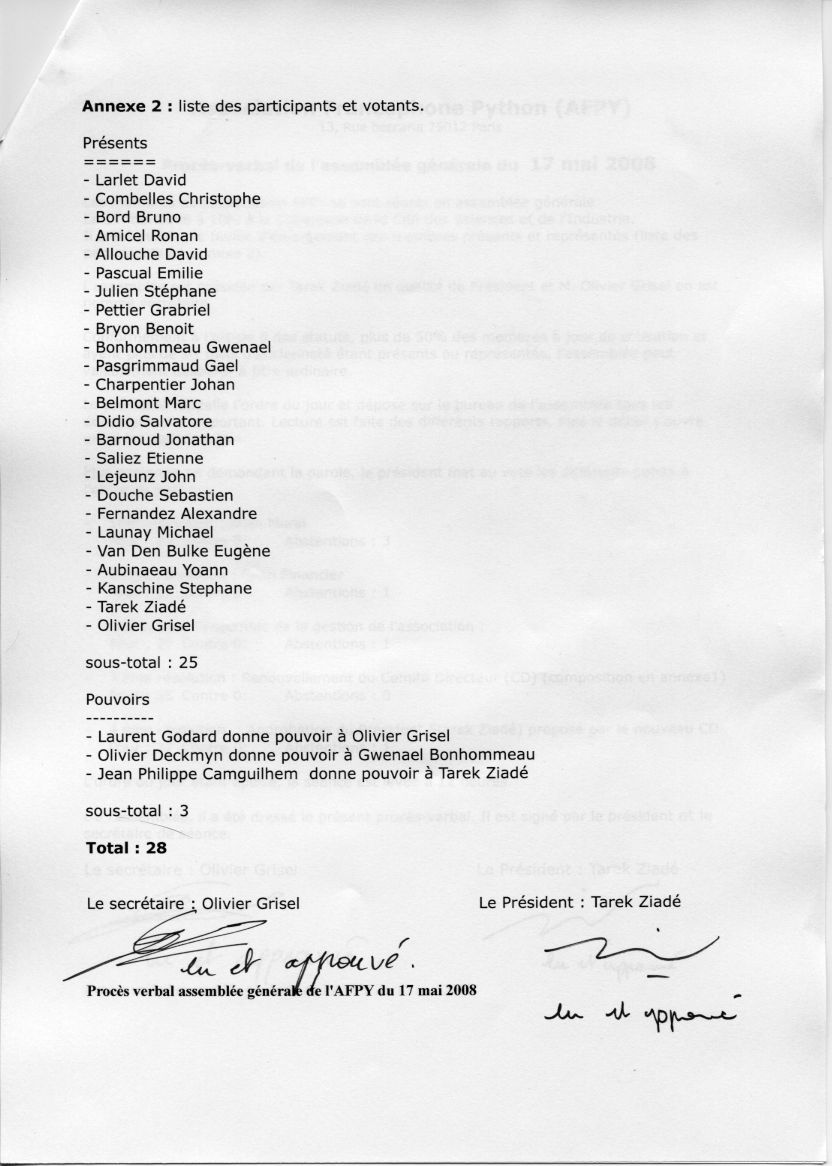 Annexe 2 : liste des participants et votants.
Présents
======
- Larlet David
- Combelles Christophe
- Bord Bruno
- Amicel Ronan
- Allouche David
- Pascual Emilie
- Julien Stéphane
- Pettier Grabriel
- Bryon Benoit
- Bonhommeau Gwenael
- Pasgrimmaud Gael
- Charpentier Johan
- Belmont Marc
- Didio Salvatore
- Barnoud Jonathan
- Saliez Etienne
- Lejeunz John
- Douche Sebastien
- Fernandez Alexandre
- Launay Michael
- Van Den Bulke Eugène
- Aubinaeau Yoann
- Kanschine Stephane
- Tarek Ziadé
- Olivier Grisel
sous-total : 25
Pouvoirs
----------
- Laurent Godard donne pouvoir à Olivier Grisel
- Olivier Deckmyn donne pouvoir à Gwenael Bonhommeau
- Jean Philippe Camguilhem donne pouvoir à Tarek Ziadé
sous-total : 3
Total : 28
Le secrétaire : Olivier Grisel
Le Président : Tarek Ziadé
lu et approuvé.
Procès verbal assemblée générale de l'AFPY du 17 mai 2008
lu et approuvé